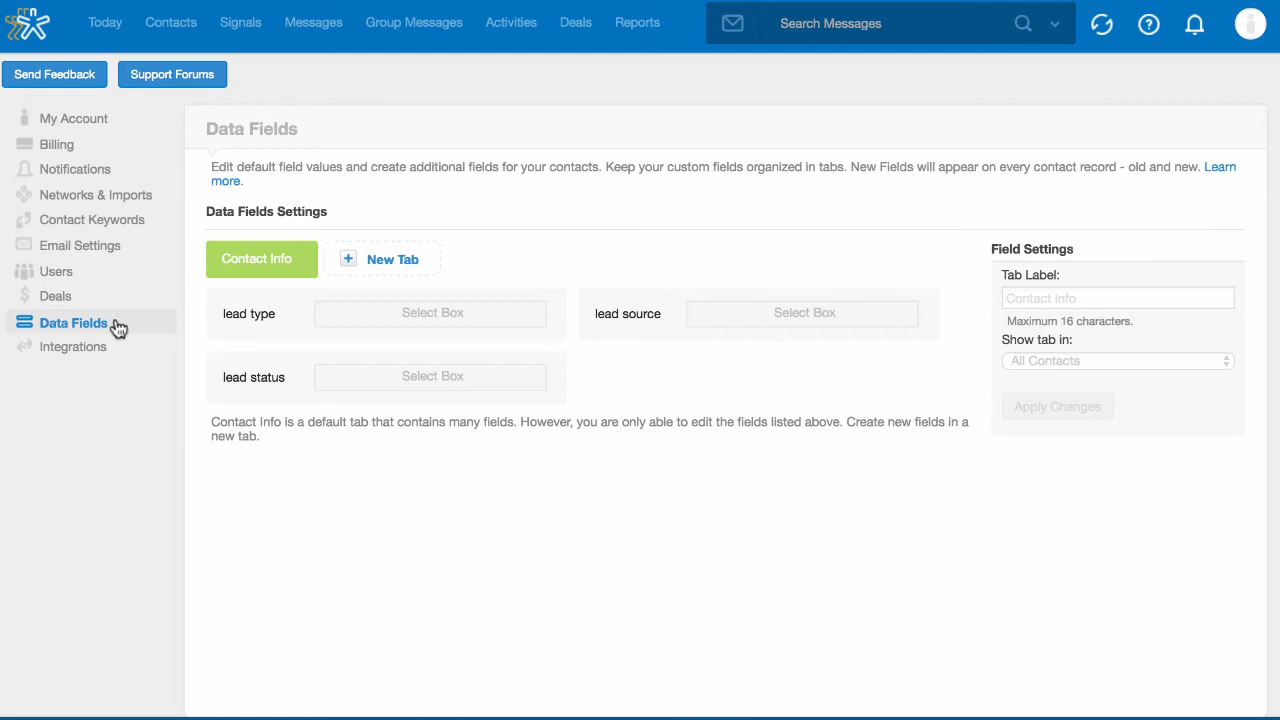 Today Contacts Signals Messages Group Messages Activities Deals Reports Search Messages
Send Feedback Support Forums
My Account
Billing
Notifications
Networks & Imports
Contact Keywords
Email Settings
Users
Deals
Data Fields
Integrations
Data Fields
Edit default field values and create additional fields for your contacts. Keep your custom fields organized in tabs. New Fields will appear on every contact record - old and new. Learn
more.
Data Fields Settings
Contact Info + New Tab
lead type Select Box lead source Select Box
lead status Select Box
Contact Info is a default tab that contains many fields. However, you are only able to edit the fields listed above. Create new fields in a
new tab.
Field Settings
Tab Label:
Contact Info
Maximum 16 characters.
Show tab in:
All Contacts
Apply Changes